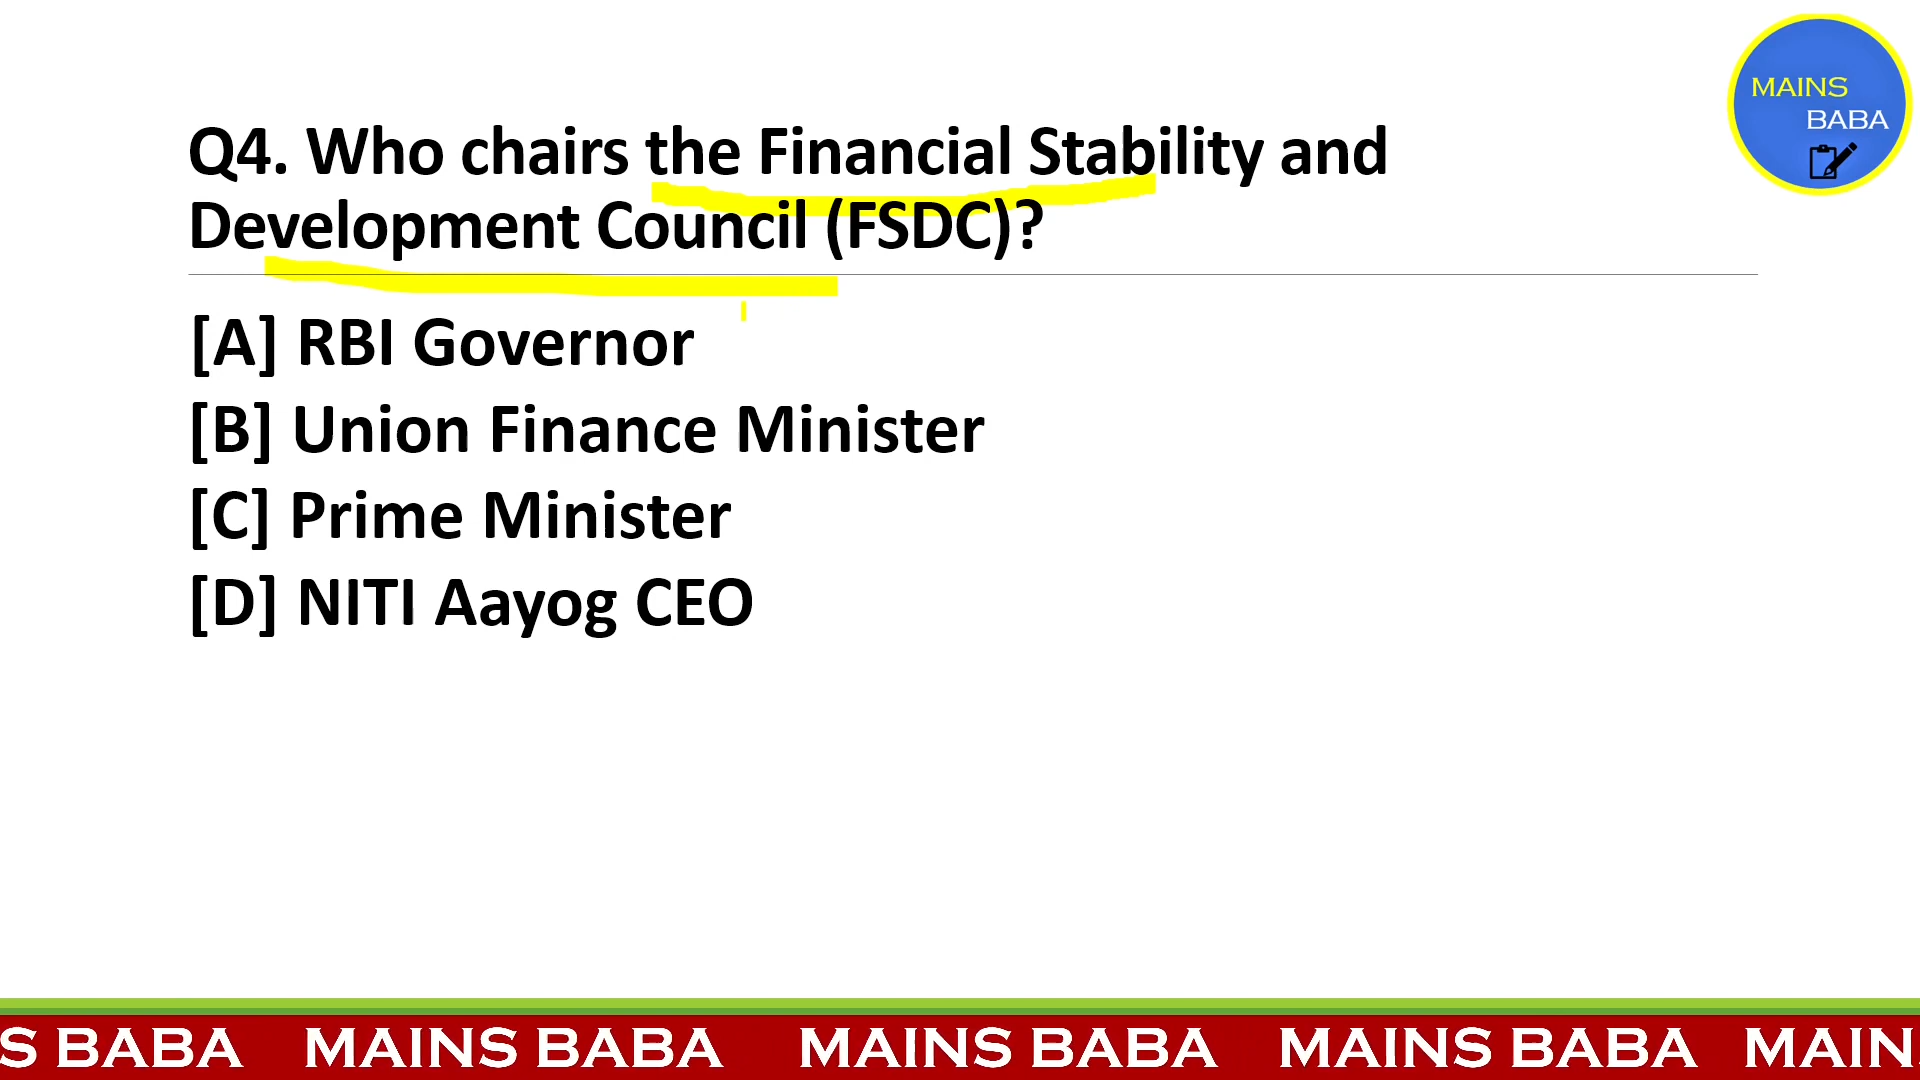 MAINS
BABA
Q4. Who chairs the Financial Stability and
Development Council (FSDC)?
[A] RBI Governor
[B] Union Finance Minister
[C] Prime Minister
[D] NITI Aayog CEO
S BABA MAINS BABA MAINS BABA MAINS BABA MAIN